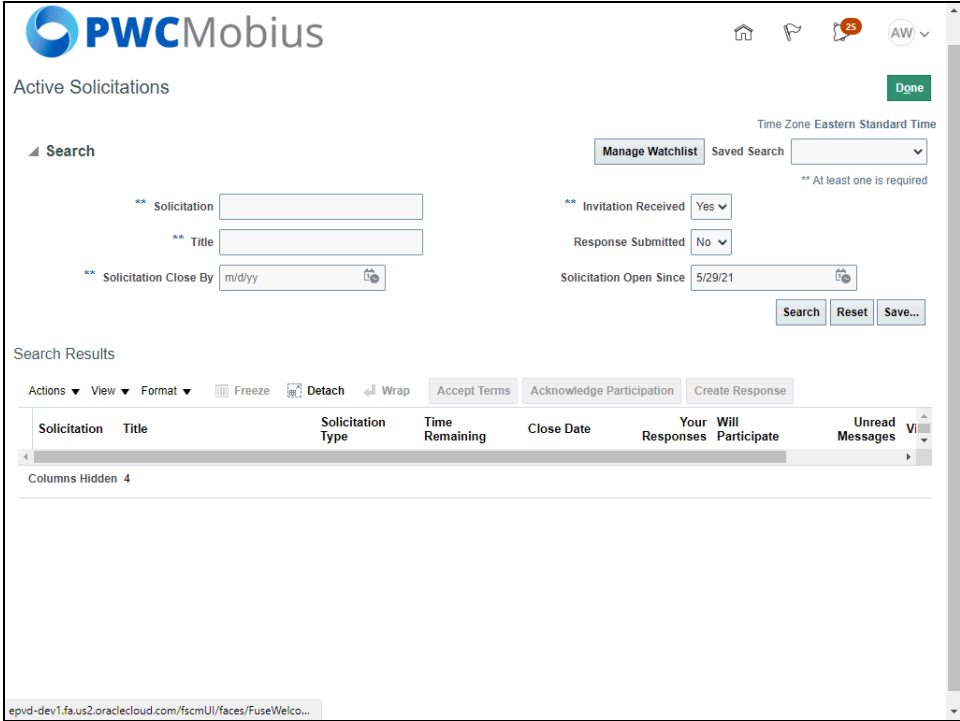 PWCMobius
25
AW
Active Solicitations
Done
Time Zone Eastern Standard Time
Search
Manage Watchlist Saved Search
** At least one is required
** Solicitation
** Invitation Received Yes
** Title
Response Submitted No
** Solicitation Close By m/d/yy
Solicitation Open Since 5/29/21
Search Reset Save...
Search Results
Actions View Format Freeze Detach Wrap Accept Terms Acknowledge Participation Create Response
Solicitation Title Solicitation Type Time Remaining Close Date Your Responses Will Participate Unread Messages Vi
Columns Hidden 4
epvd-dev1.fa.us2.oraclecloud.com/fscmUI/faces/FuseWelco...